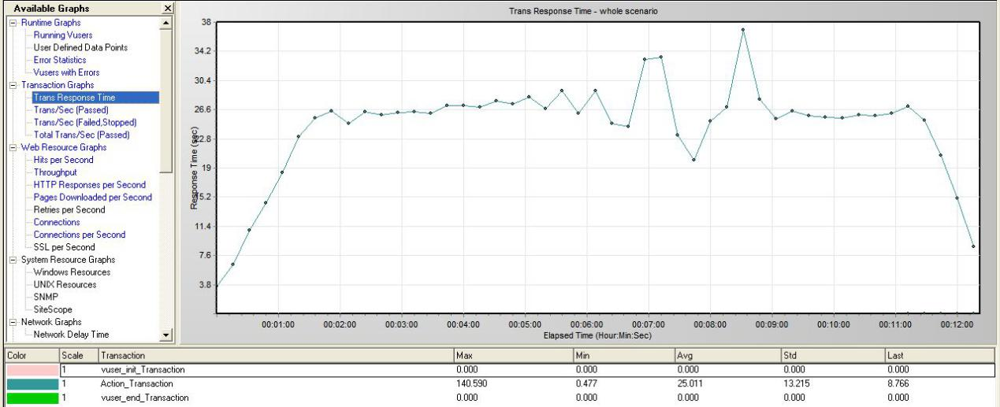 Available Graphs
Runtime Graphs
Running Vusers
User Defined Data Points
Error Statistics
Vusers with Errors
Transaction Graphs
Trans Response Time
Trans/Sec (Passed)
Trans/Sec (Failed,Stopped)
Total Trans/Sec (Passed)
Web Resource Graphs
Hits per Second
Throughput
HTTP Responses per Second
Pages Downloaded per Second
Retries per Second
Connections
Connections per Second
SSL per Second
System Resource Graphs
Windows Resources
UNIX Resources
SNMP
SiteScope
Network Graphs
Network Delay Time
Trans Response Time - whole scenario
Response Time (sec)
38
34.2
30.4
26.6
22.8
19
15.2
11.4
7.6
3.8
00:01:00 00:02:00 00:03:00 00:04:00 00:05:00 00:06:00 00:07:00 00:08:00 00:09:00 00:10:00 00:11:00 00:12:00
Elapsed Time (Hour:Min:Sec)
Color Scale Transaction Max Min Avg Std Last
1 vuser_init_Transaction 0.000 0.000 0.000 0.000 0.000
1 Action_Transaction 140.590 0.477 25.011 13.215 8.766
1 vuser_end_Transaction 0.000 0.000 0.000 0.000 0.000